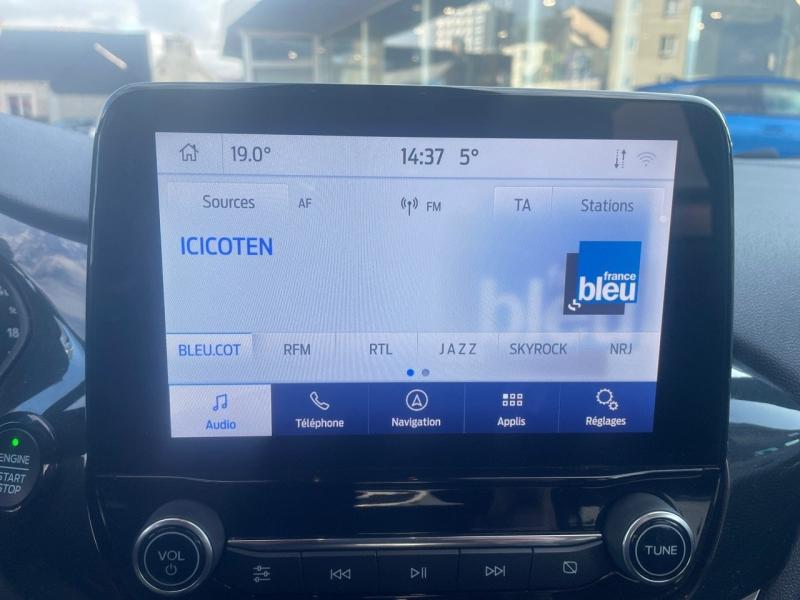 19.0° 14:37 5°
Sources AF FM TA Stations
ICICOTEN
france
bleu
BLEU.COT RFM RTL JAZZ SKYROCK NRJ
Audio Téléphone Navigation Applis Réglages
18
ENGINE
START
STOP
VOL
TUNE